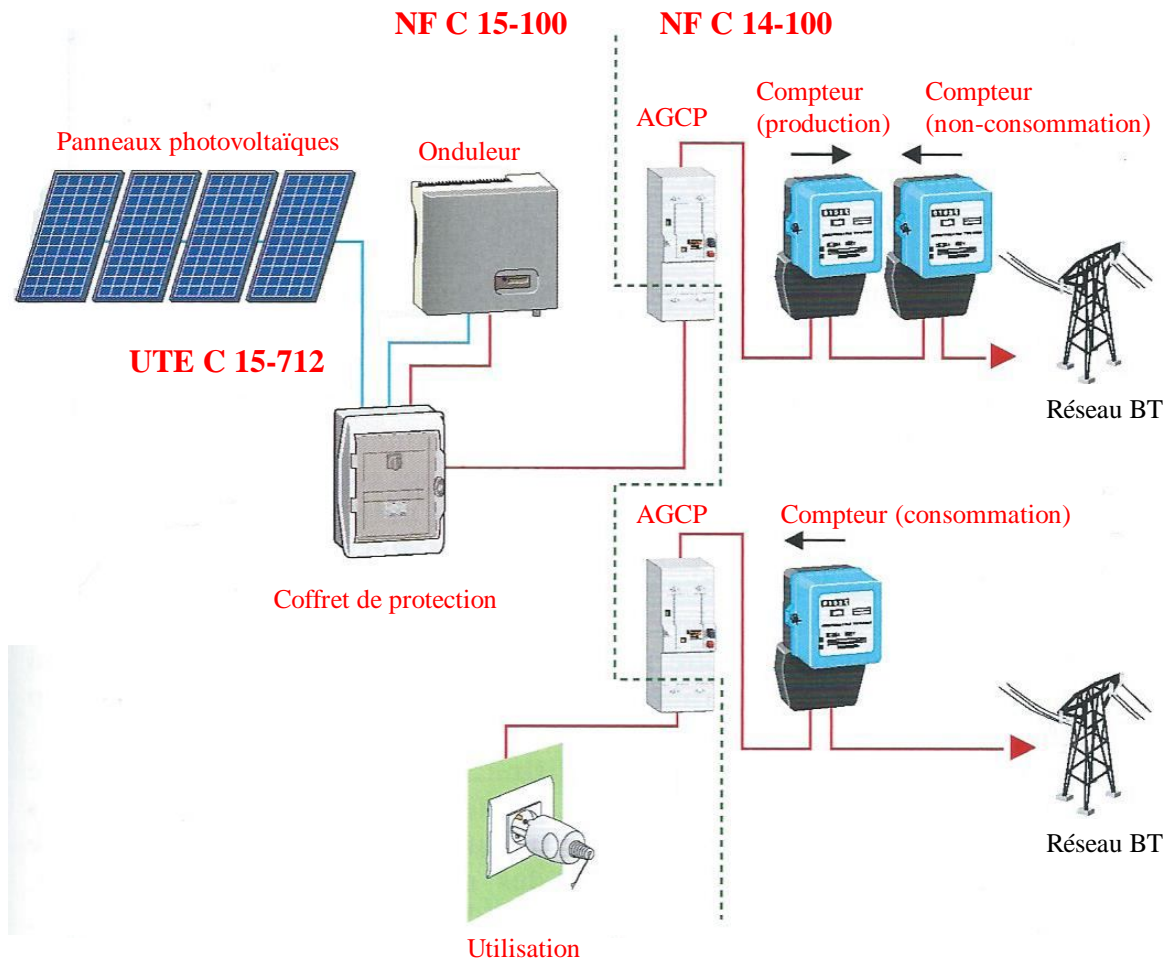 NF C 15-100
NF C 14-100
Compteur
(production)
Compteur
(non-consommation)
AGCP
Panneaux photovoltaïques
Onduleur
UTE C 15-712
Réseau BT
AGCP
Compteur (consommation)
Coffret de protection
Réseau BT
Utilisation